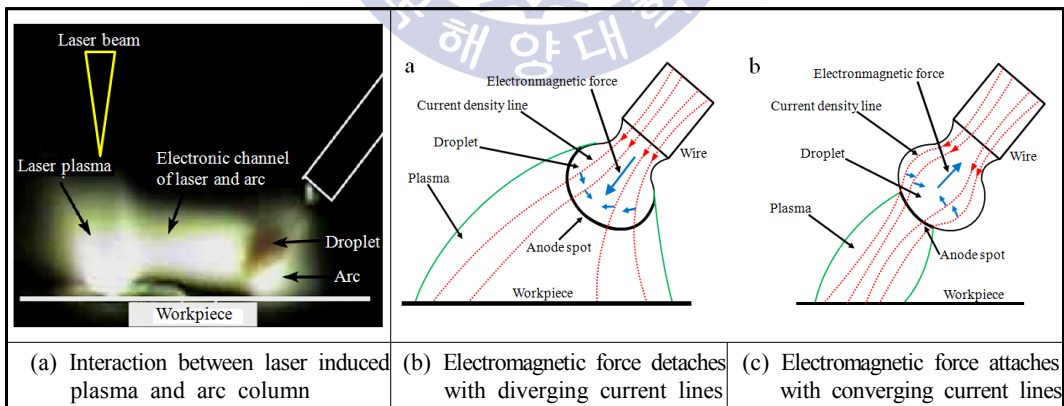 해양대학
Laser beam
Laser plasma
Electronic channel
of laser and arc
Droplet
Arc
Workpiece
a
Electronmagnetic force
Current density line
Droplet
Wire
Plasma
Anode spot
Workpiece
b
Electronmagnetic force
Current density line
Droplet
Wire
Plasma
Anode spot
Workpiece
(a) Interaction between laser induced
plasma and arc column
(b) Electromagnetic force detaches
with diverging current lines
(c) Electromagnetic force attaches
with converging current lines